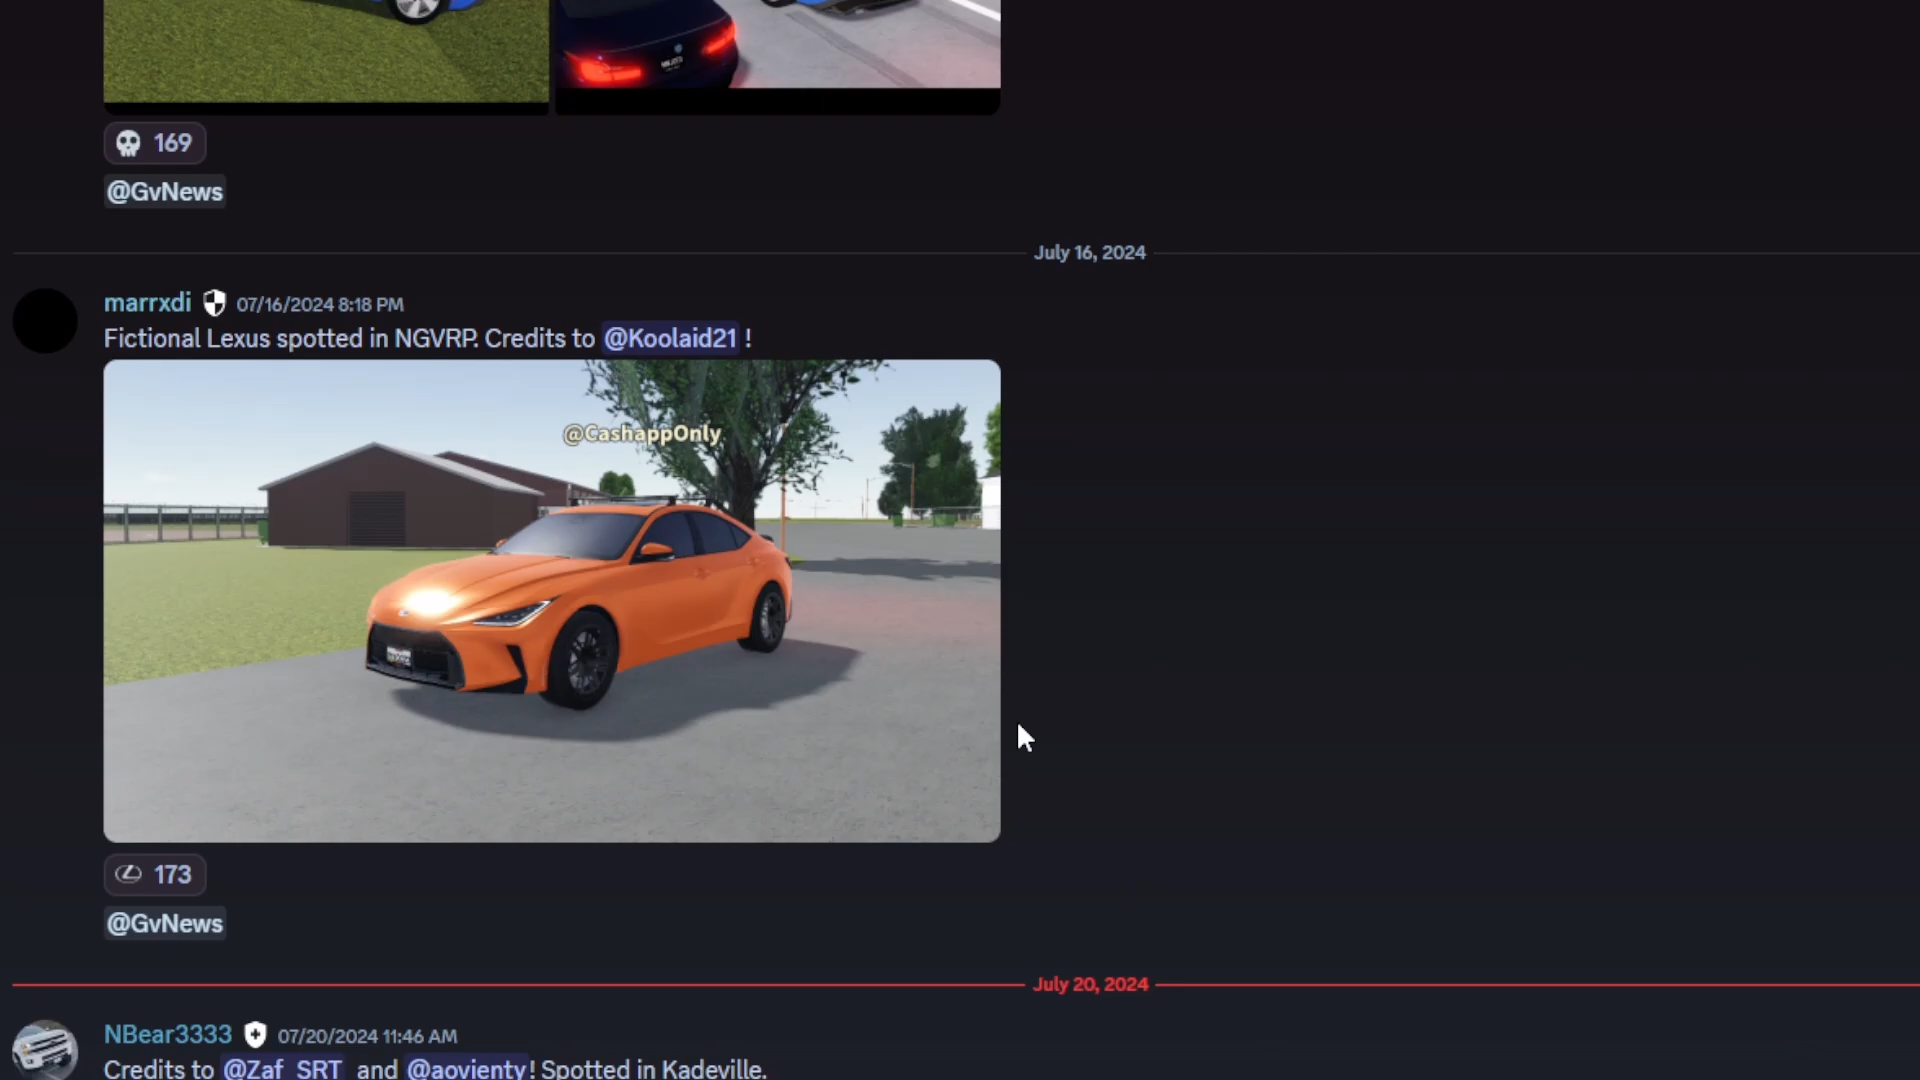 169
@GvNews
July 16, 2024
marrxdi 07/16/2024 8:18 PM
Fictional Lexus spotted in NGVRP. Credits to @Koolaid21 !
@CashappOnly
173
@GvNews
July 20, 2024
NBear3333 07/20/2024 11:46 AM
Credits to @Zaf_SRT and @aovienty! Spotted in Kadeville.